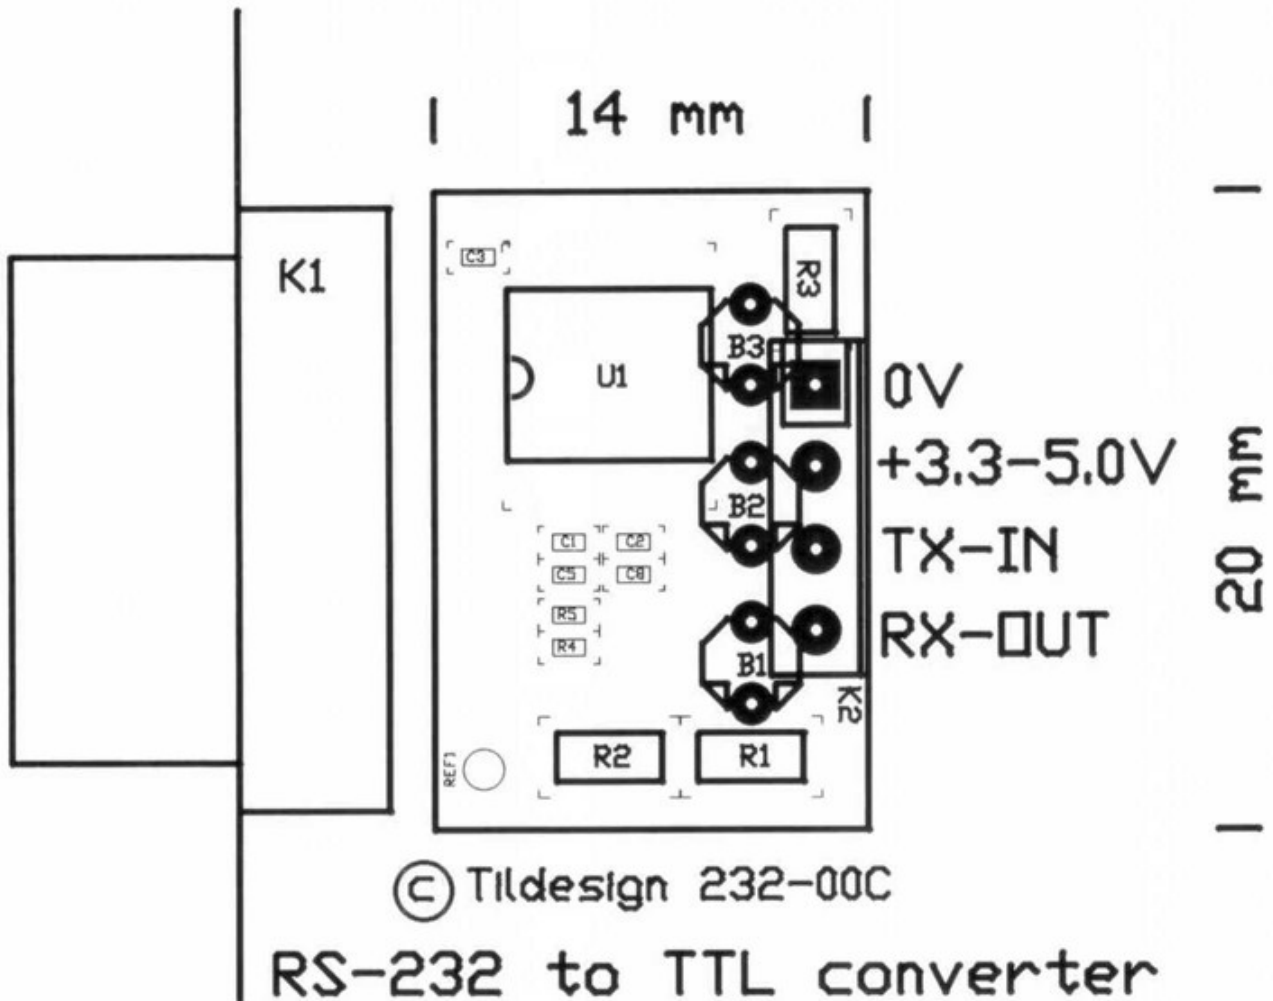 14 mm
K1
C3
R3
B3
U1
0V
+3.3-5.0V
B2
20 mm
C1
C2
TX-IN
C5
C8
R5
RX-OUT
R4
B1
K2
R2
R1
REF1
© Tildesign 232-00C
RS-232 to TTL converter